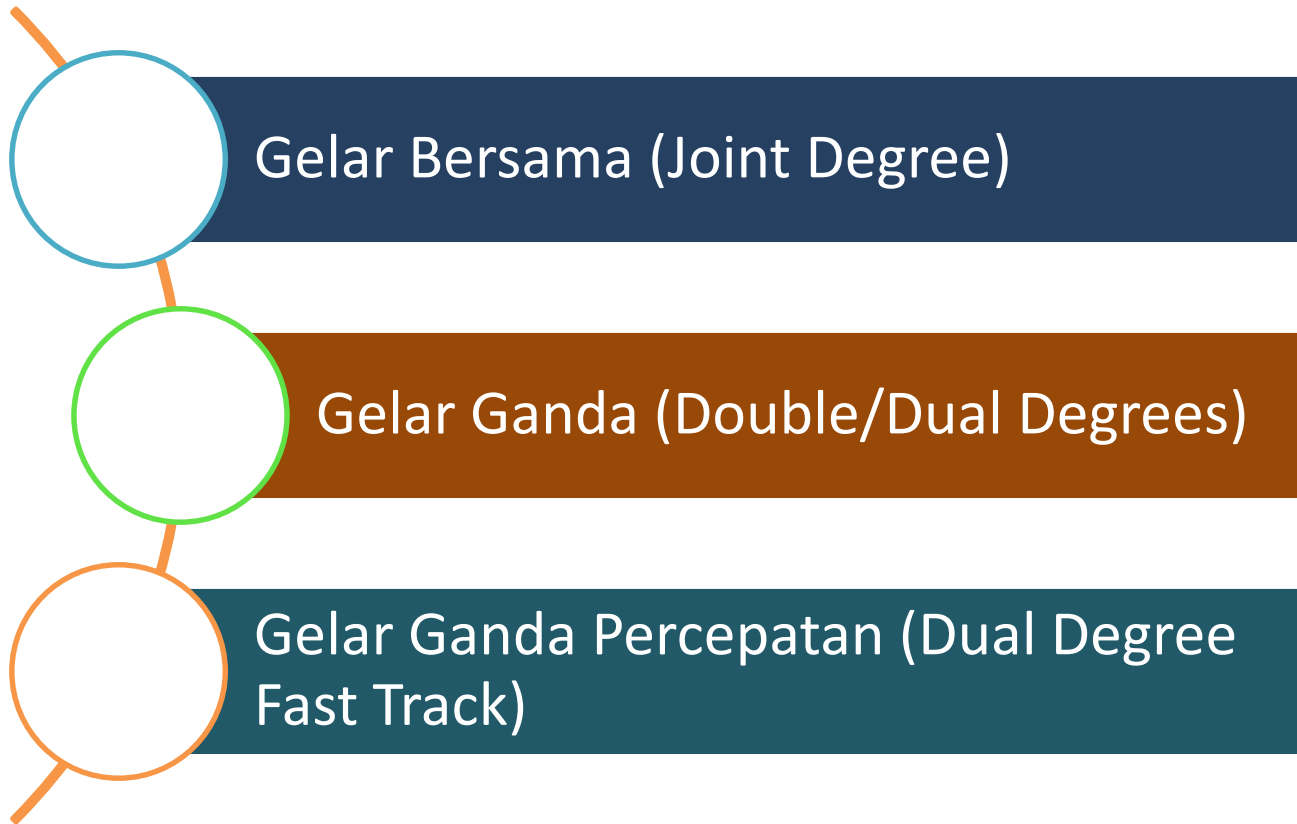 Gelar Bersama (Joint Degree)
Gelar Ganda (Double/Dual Degrees)
Gelar Ganda Percepatan (Dual Degree
Fast Track)